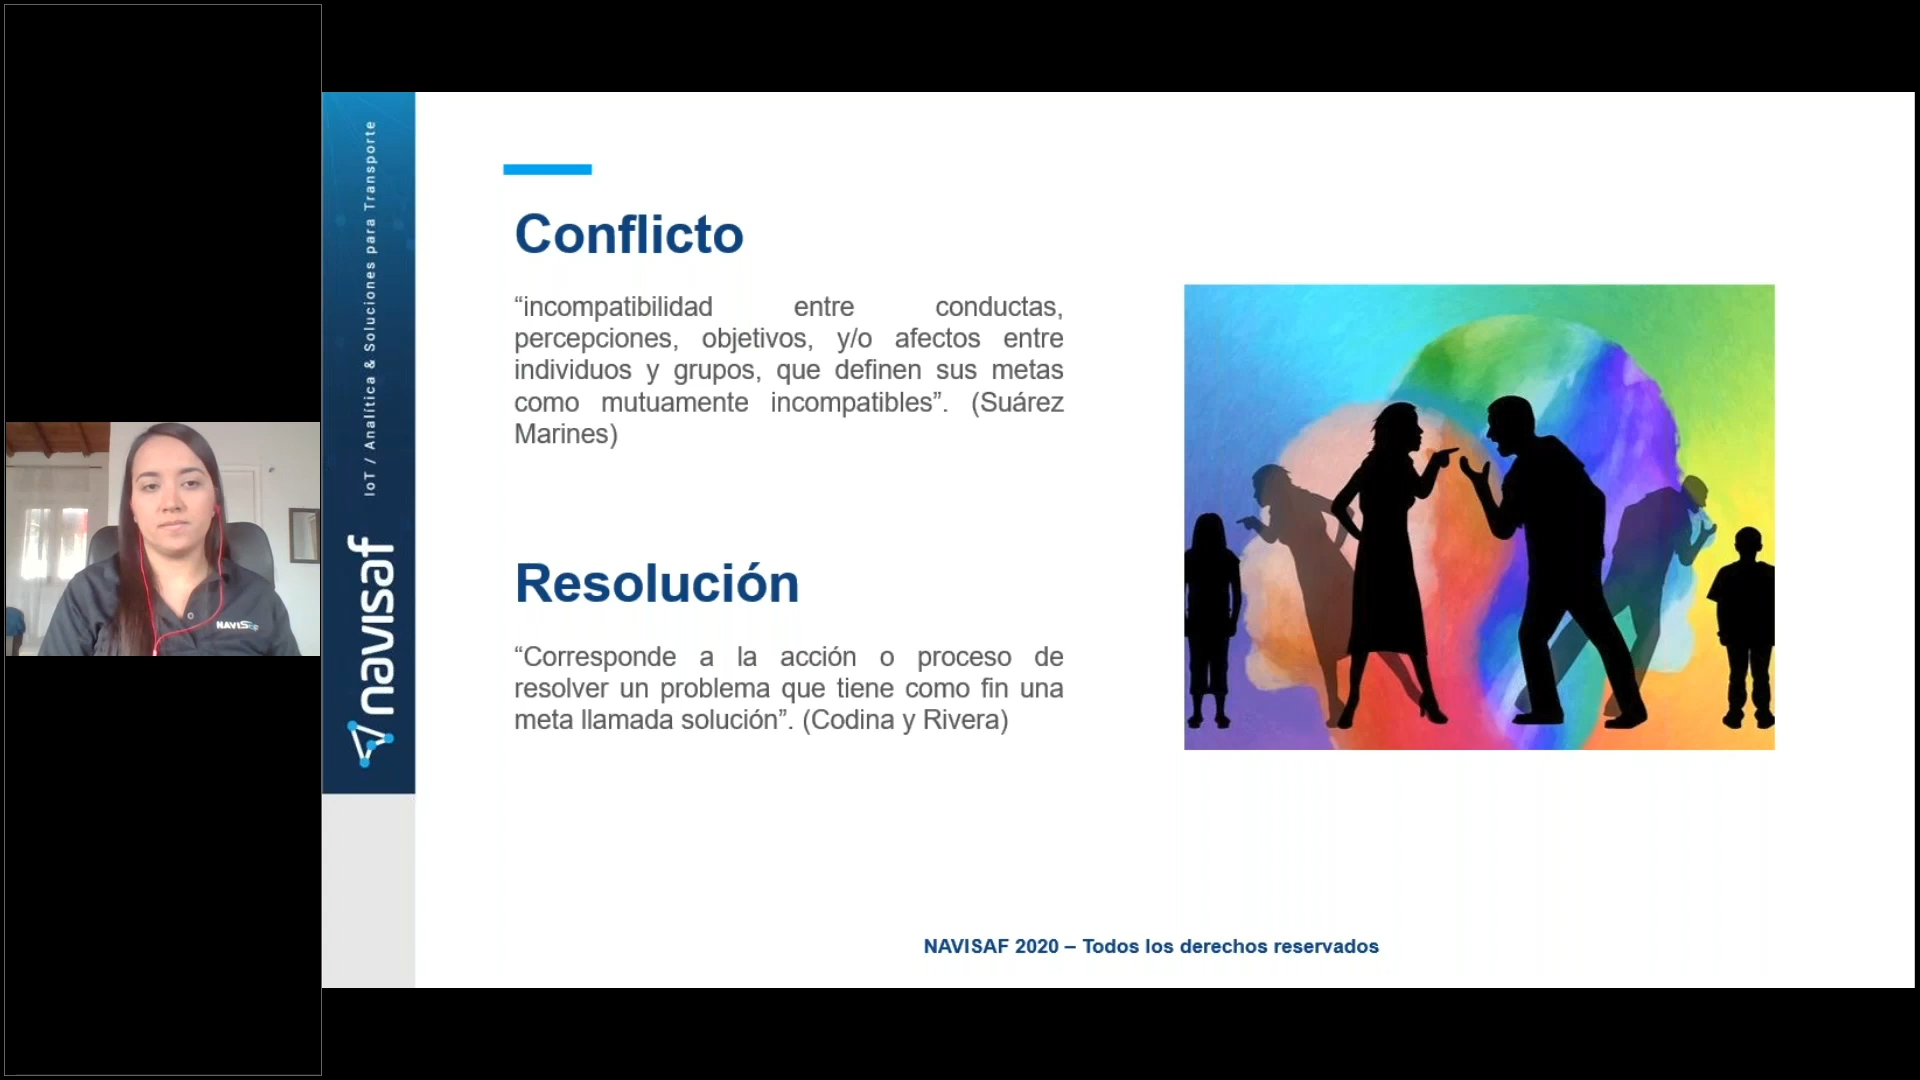 IoT / Analítica & Soluciones para Transporte
navisaf
Conflicto
“incompatibilidad entre conductas,
percepciones, objetivos, y/o afectos entre
individuos y grupos, que definen sus metas
como mutuamente incompatibles”. (Suárez
Marines)
Resolución
“Corresponde a la acción o proceso de
resolver un problema que tiene como fin una
meta llamada solución”. (Codina y Rivera)
NAVISAF 2020 – Todos los derechos reservados
NAVISaf